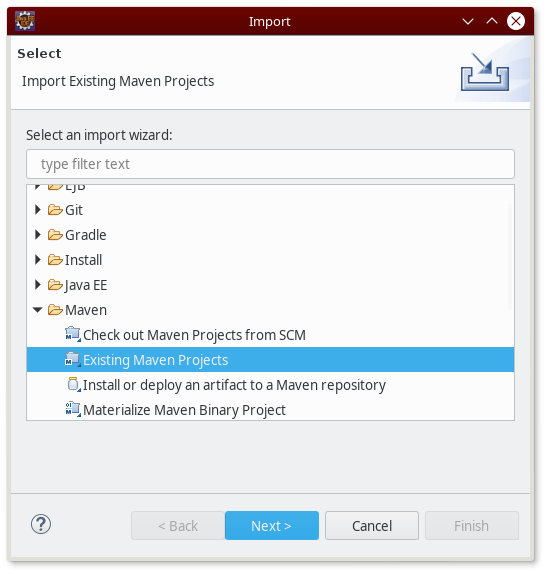 Import
Select
Import Existing Maven Projects
Select an import wizard:
type filter text
EJB
Git
Gradle
Install
Java EE
Maven
Check out Maven Projects from SCM
Existing Maven Projects
Install or deploy an artifact to a Maven repository
Materialize Maven Binary Project
? < Back Next > Cancel Finish